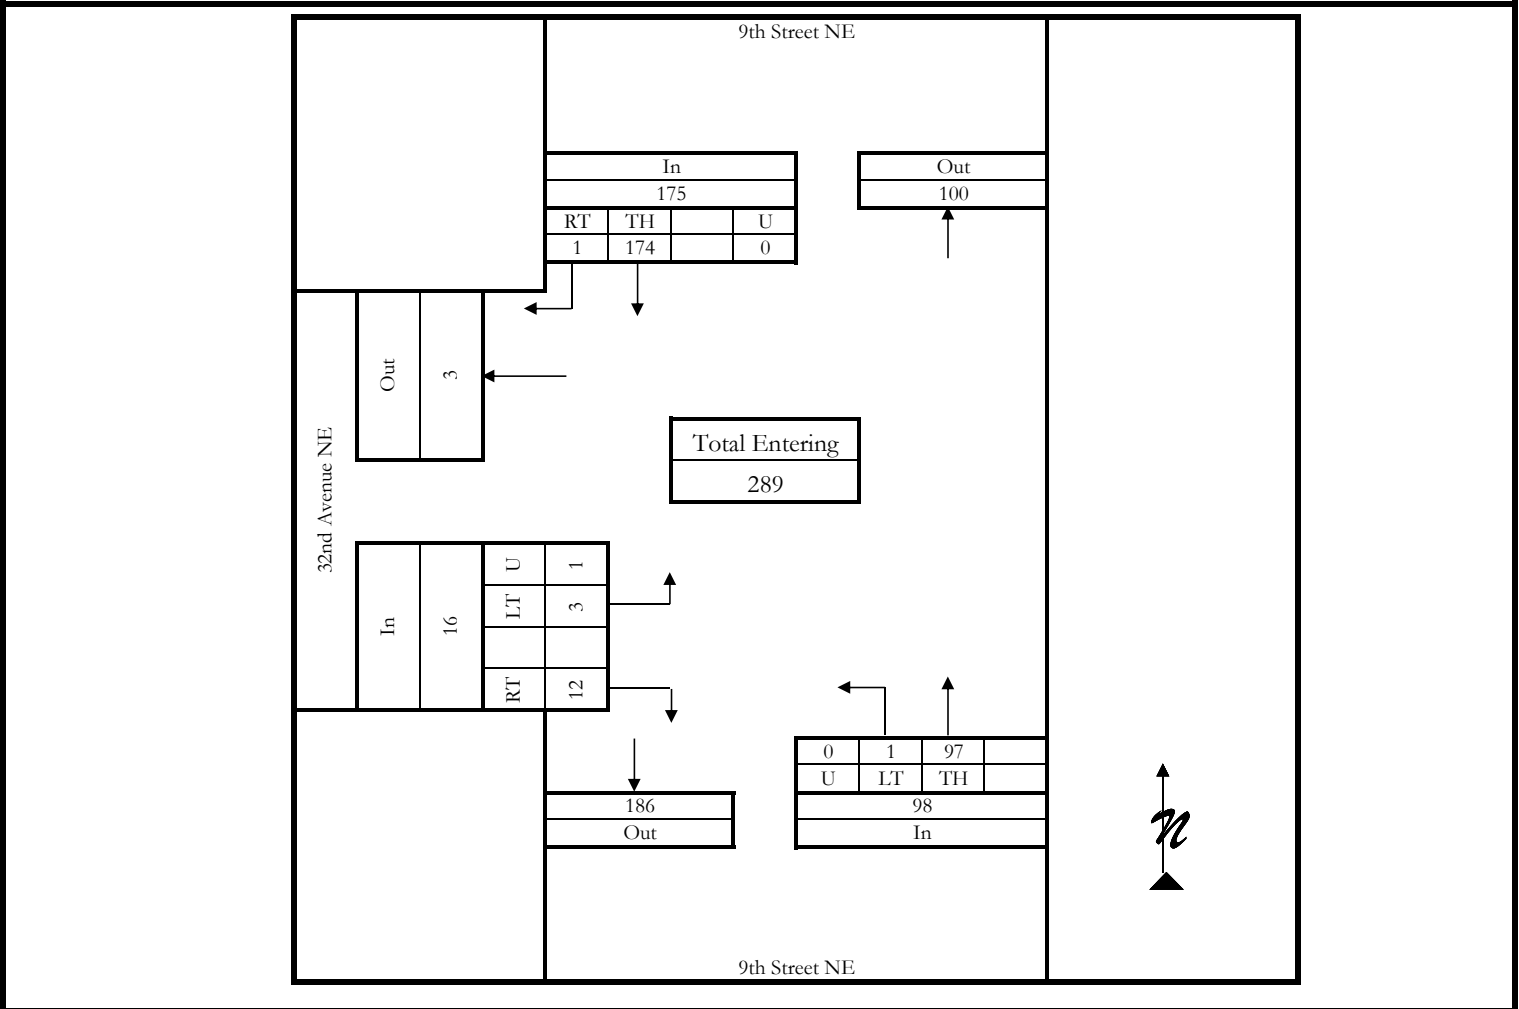 9th Street NE
In
175
RT TH U
1 174 0
Out
100
Out
3
32nd Avenue NE
Total Entering
289
In
16
U 1
LT 3
RT 12
0 1 97
U LT TH
98
In
186
Out
N
9th Street NE